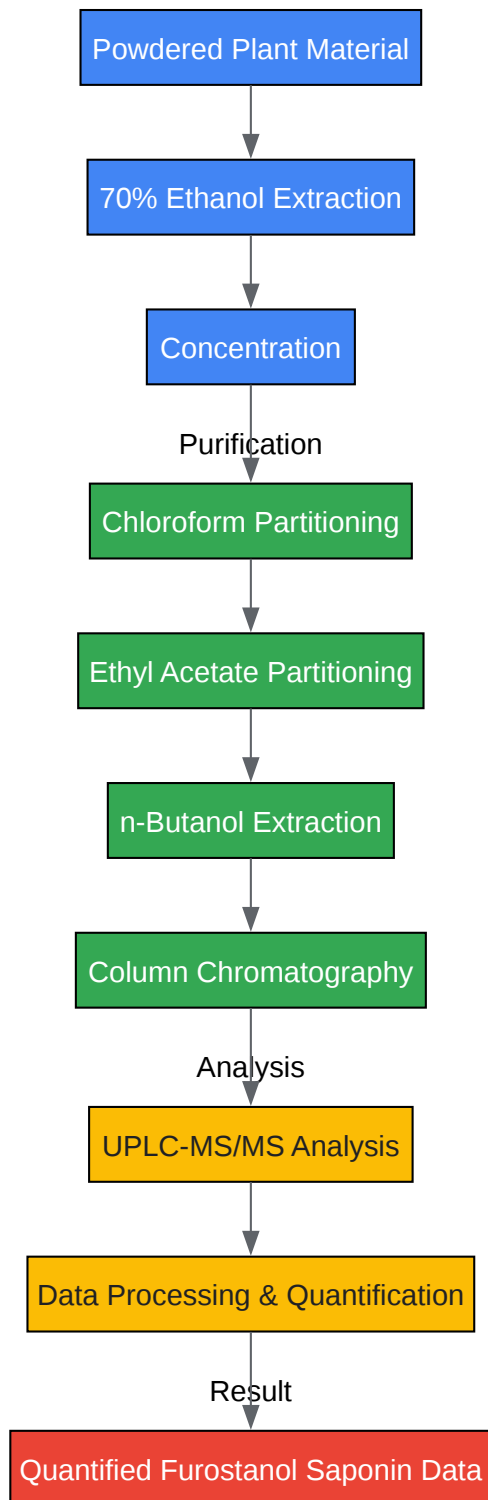 Powdered Plant Material
70% Ethanol Extraction
Concentration
Purification
Chloroform Partitioning
Ethyl Acetate Partitioning
n-Butanol Extraction
Column Chromatography
Analysis
UPLC-MS/MS Analysis
Data Processing & Quantification
Result
Quantified Furostanol Saponin Data